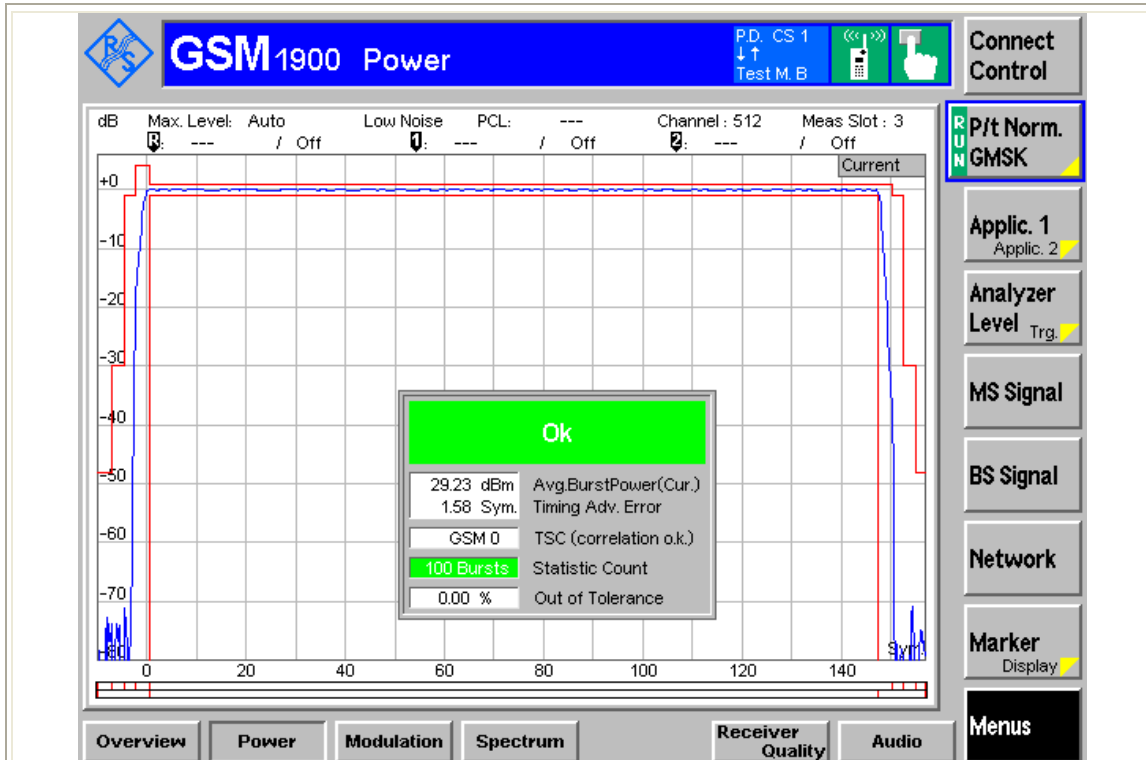 R S
GSM 1900 Power
P.D. CS 1
↓ ↑
Test M. B
Connect
Control
dB Max. Level: Auto Low Noise PCL: --- Channel : 512 Meas Slot : 3
R: --- / Off 1: --- / Off 2: --- / Off
Current
RUN
P/t Norm.
GMSK
Applic. 1
Applic. 2
Analyzer
Level Trg.
MS Signal
BS Signal
Network
Marker
Display
Menus
+0
-10
-20
-30
-40
-50
-60
-70
-80
Ok
29.23 dBm Avg.BurstPower(Cur.)
1.58 Sym. Timing Adv. Error
GSM 0 TSC (correlation o.k.)
100 Bursts Statistic Count
0.00 % Out of Tolerance
Sym.
0 20 40 60 80 100 120 140
Overview Power Modulation Spectrum Receiver Quality Audio